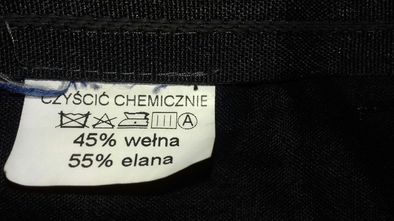 CZYŚCIĆ CHEMICZNIE
A
45% wełna
55% elana